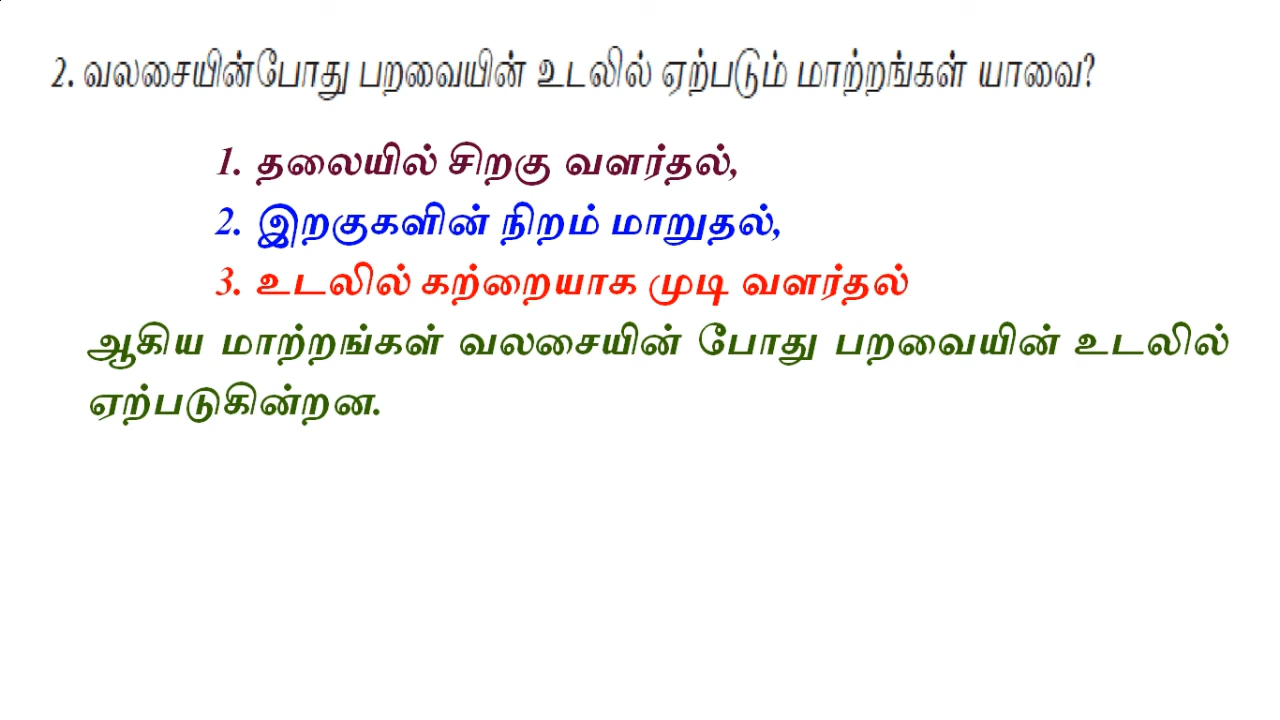 2. வலசையின்போது பறவையின் உடலில் ஏற்படும் மாற்றங்கள் யாவை?
1. தலையில் சிறகு வளர்தல்,
2. இறகுகளின் நிறம் மாறுதல்,
3. உடலில் கற்றையாக முடி வளர்தல்
ஆகிய மாற்றங்கள் வலசையின் போது பறவையின் உடலில்
ஏற்படுகின்றன.